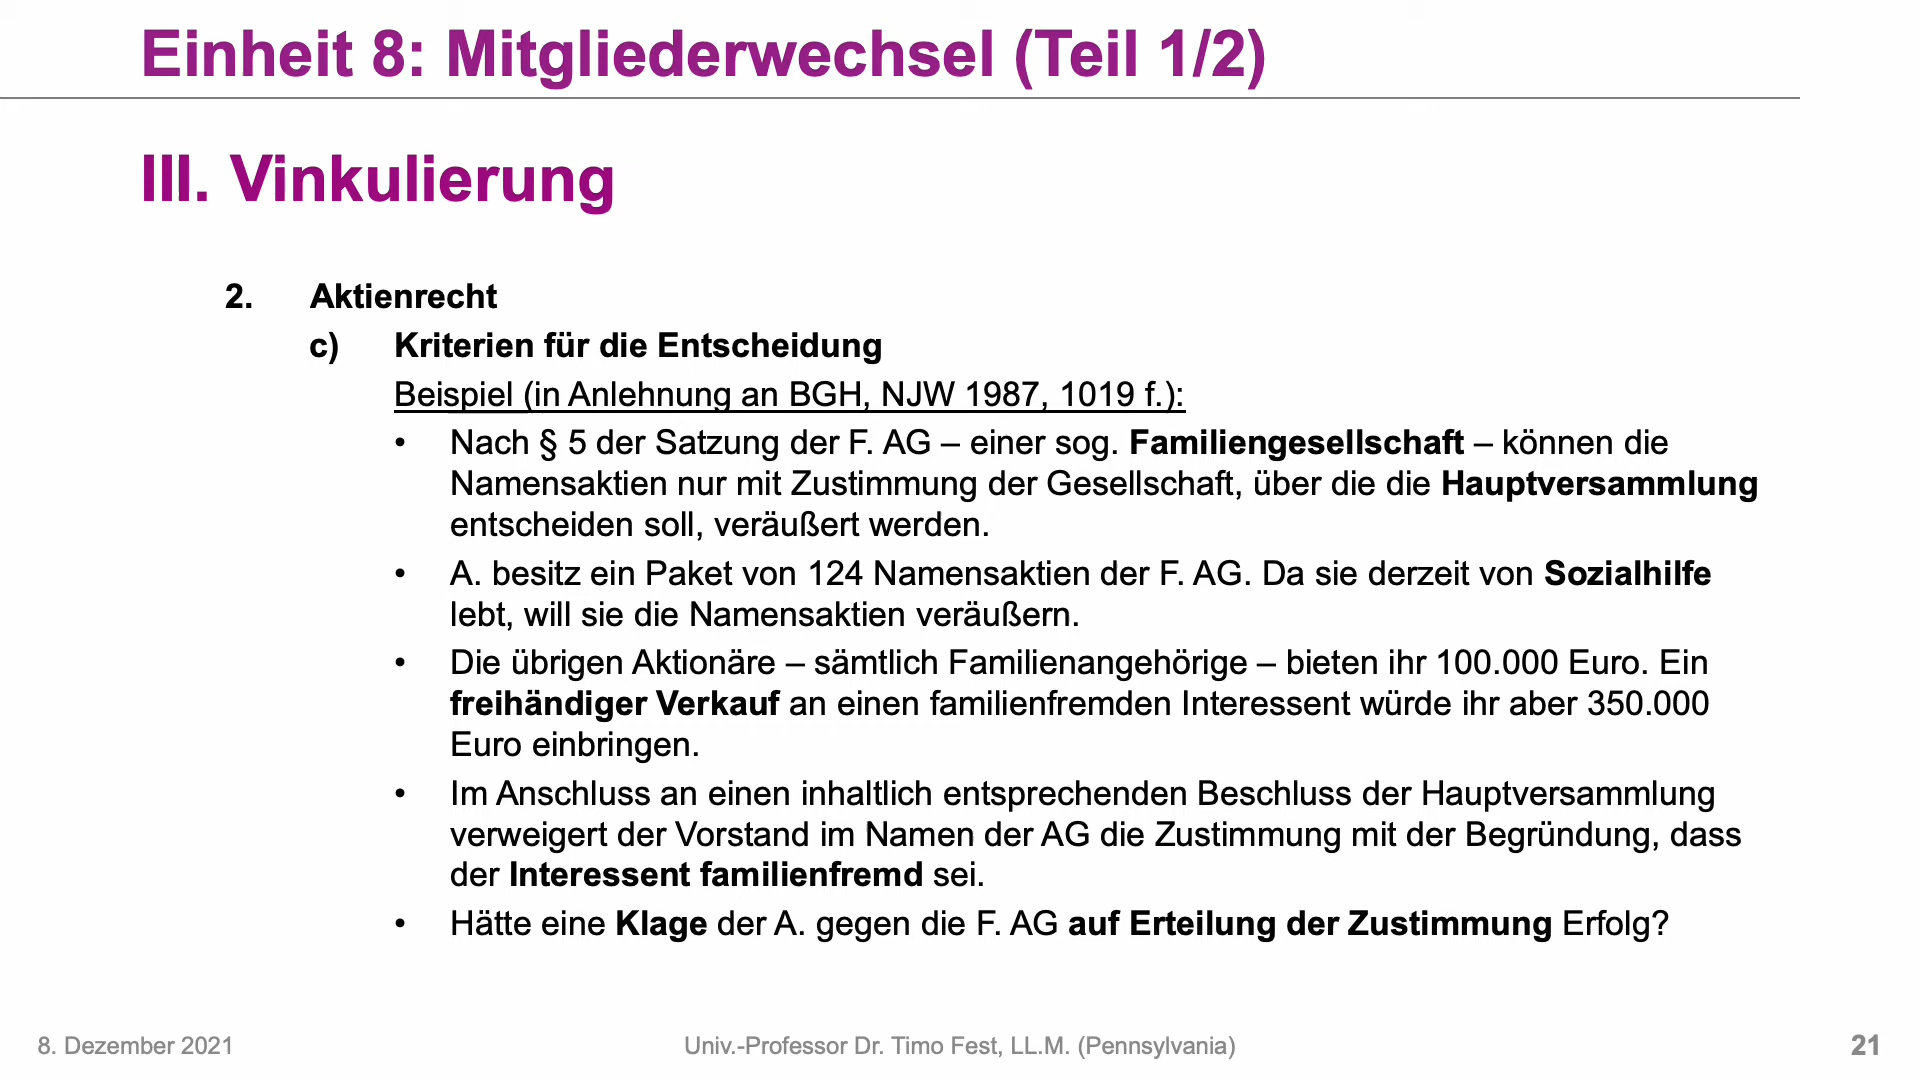 Einheit 8: Mitgliederwechsel (Teil 1/2)
III. Vinkulierung
2. Aktienrecht
c) Kriterien für die Entscheidung
Beispiel (in Anlehnung an BGH, NJW 1987, 1019 f.):
• Nach § 5 der Satzung der F. AG – einer sog. Familiengesellschaft – können die
Namensaktien nur mit Zustimmung der Gesellschaft, über die die Hauptversammlung
entscheiden soll, veräußert werden.
• A. besitz ein Paket von 124 Namensaktien der F. AG. Da sie derzeit von Sozialhilfe
lebt, will sie die Namensaktien veräußern.
• Die übrigen Aktionäre – sämtlich Familienangehörige – bieten ihr 100.000 Euro. Ein
freihändiger Verkauf an einen familienfremden Interessent würde ihr aber 350.000
Euro einbringen.
• Im Anschluss an einen inhaltlich entsprechenden Beschluss der Hauptversammlung
verweigert der Vorstand im Namen der AG die Zustimmung mit der Begründung, dass
der Interessent familienfremd sei.
• Hätte eine Klage der A. gegen die F. AG auf Erteilung der Zustimmung Erfolg?
8. Dezember 2021
Univ.-Professor Dr. Timo Fest, LL.M. (Pennsylvania)
21